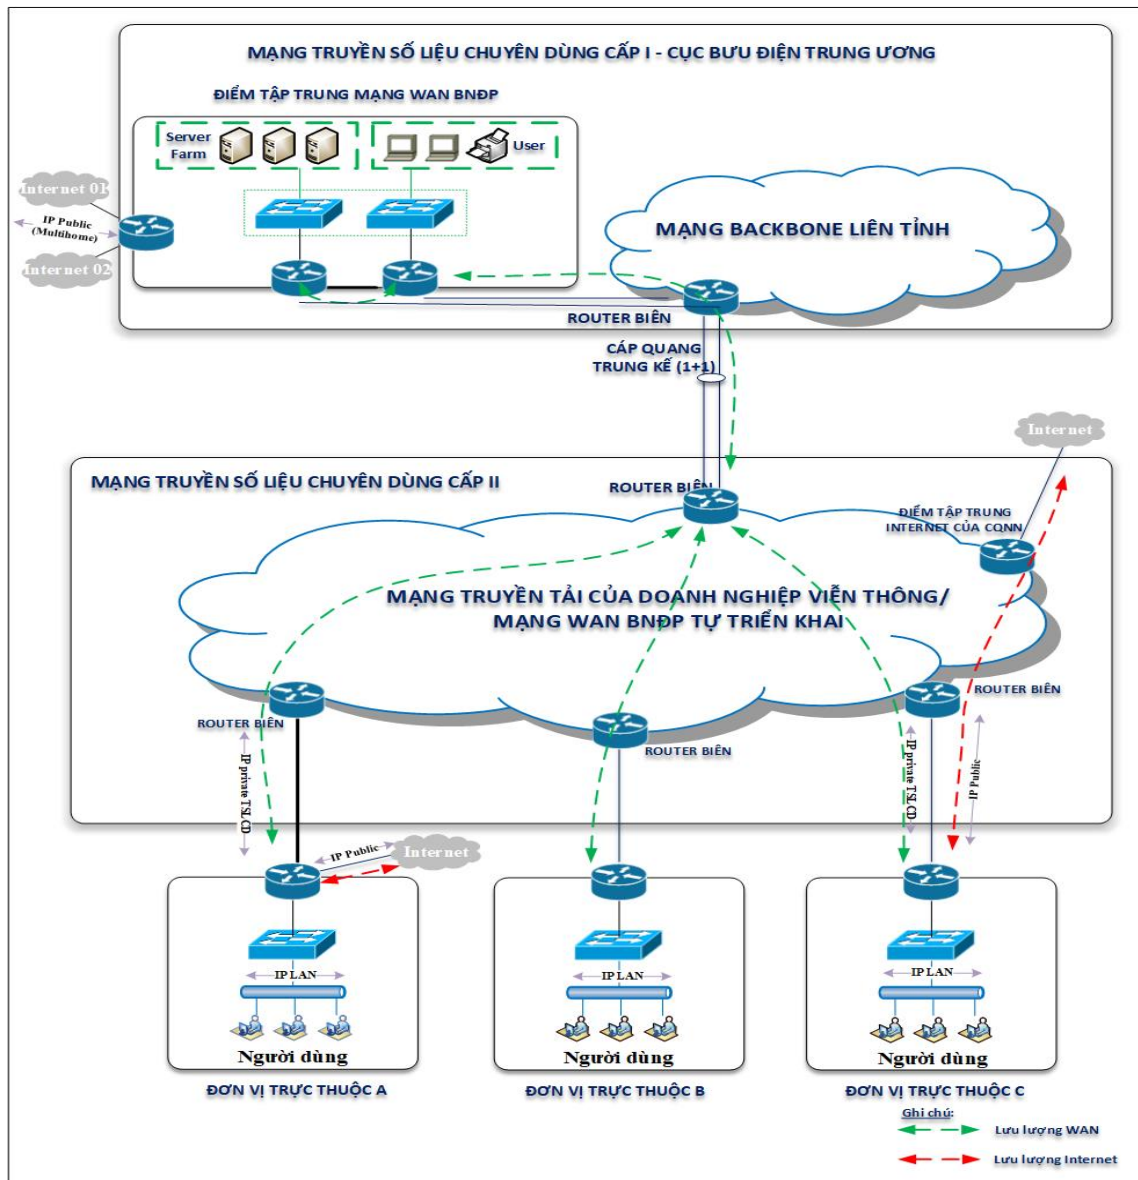 MẠNG TRUYỀN SỐ LIỆU CHUYÊN DÙNG CẤP I - CỤC BƯU ĐIỆN TRUNG ƯƠNG
ĐIỂM TẬP TRUNG MẠNG WAN BNĐP
Server
Farm
User
Internet 01
IP Public
(Multihome)
Internet 02
MẠNG BACKBONE LIÊN TỈNH
ROUTER BIÊN
CÁP QUANG
TRUNG KẾ (1+1)
Internet
MẠNG TRUYỀN SỐ LIỆU CHUYÊN DÙNG CẤP II
ROUTER BIÊN
ĐIỂM TẬP TRUNG
INTERNET CỦA CQNN
MẠNG TRUYỀN TẢI CỦA DOANH NGHIỆP VIỄN THÔNG/
MẠNG WAN BNĐP TỰ TRIỂN KHAI
ROUTER BIÊN
ROUTER BIÊN
ROUTER BIÊN
IP private TSLCD
IP private TSLCD
IP Public
IP Public
Internet
IP LAN
IP LAN
IP LAN
Người dùng
Người dùng
Người dùng
ĐƠN VỊ TRỰC THUỘC A
ĐƠN VỊ TRỰC THUỘC B
ĐƠN VỊ TRỰC THUỘC C
Ghi chú:
Lưu lượng WAN
Lưu lượng Internet